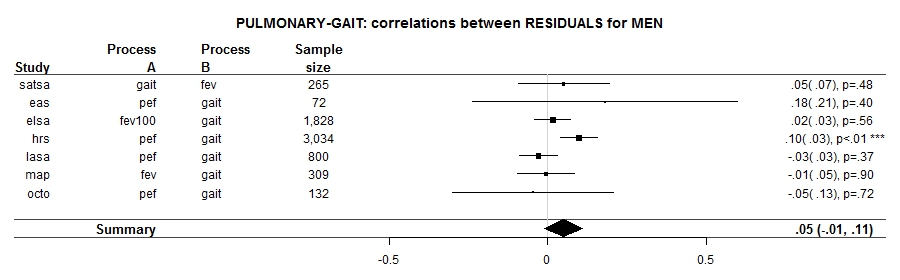 PULMONARY-GAIT: correlations between RESIDUALS for MEN
Process Process Sample
Study A B size
satsa gait fev 265 .05( .07), p=.48
eas pef gait 72 .18( .21), p=.40
elsa fev100 gait 1,828 .02( .03), p=.56
hrs pef gait 3,034 .10( .03), p<.01 ***
lasa pef gait 800 -.03( .03), p=.37
map fev gait 309 -.01( .05), p=.90
octo pef gait 132 -.05( .13), p=.72
Summary .05 (-.01, .11)
-0.5 0 0.5